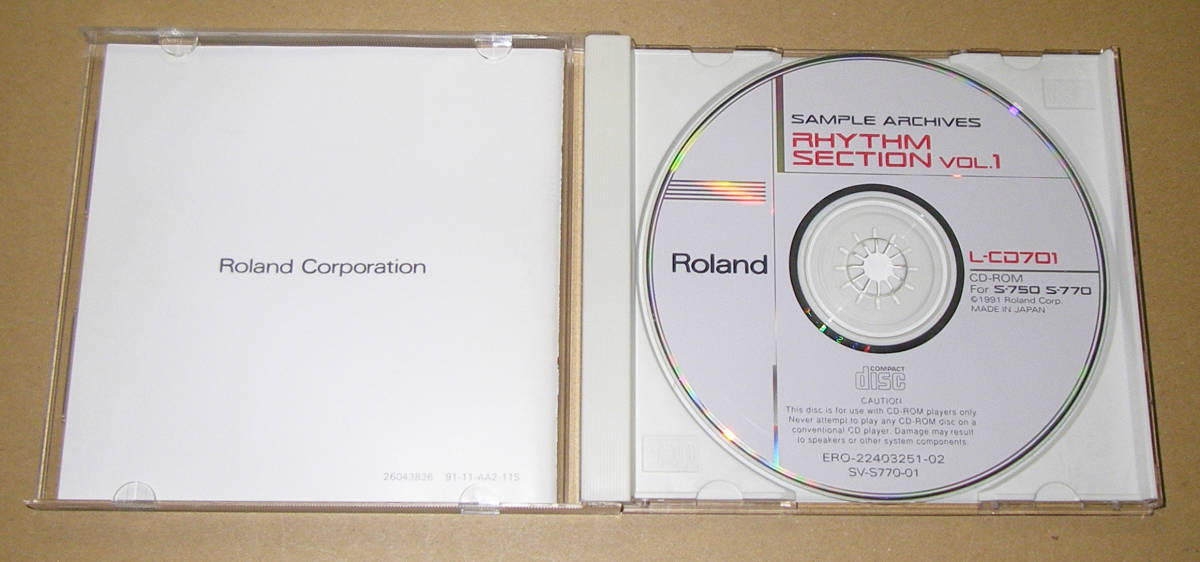 Roland Corporation
26043836 91-11-AA2-11S
SAMPLE ARCHIVES
RHYTHM
SECTION VOL.1
Roland
L-CD701
CD-ROM
For S-750 S-770
©1991 Roland Corp.
MADE IN JAPAN
COMPACT
disc
CAUTION
This disc is for use with CD-ROM players only.
Never attempt to play any CD-ROM disc on a
conventional CD player. Damage may result
to speakers or other system components.
ERO-22403251-02
SV-S770-01